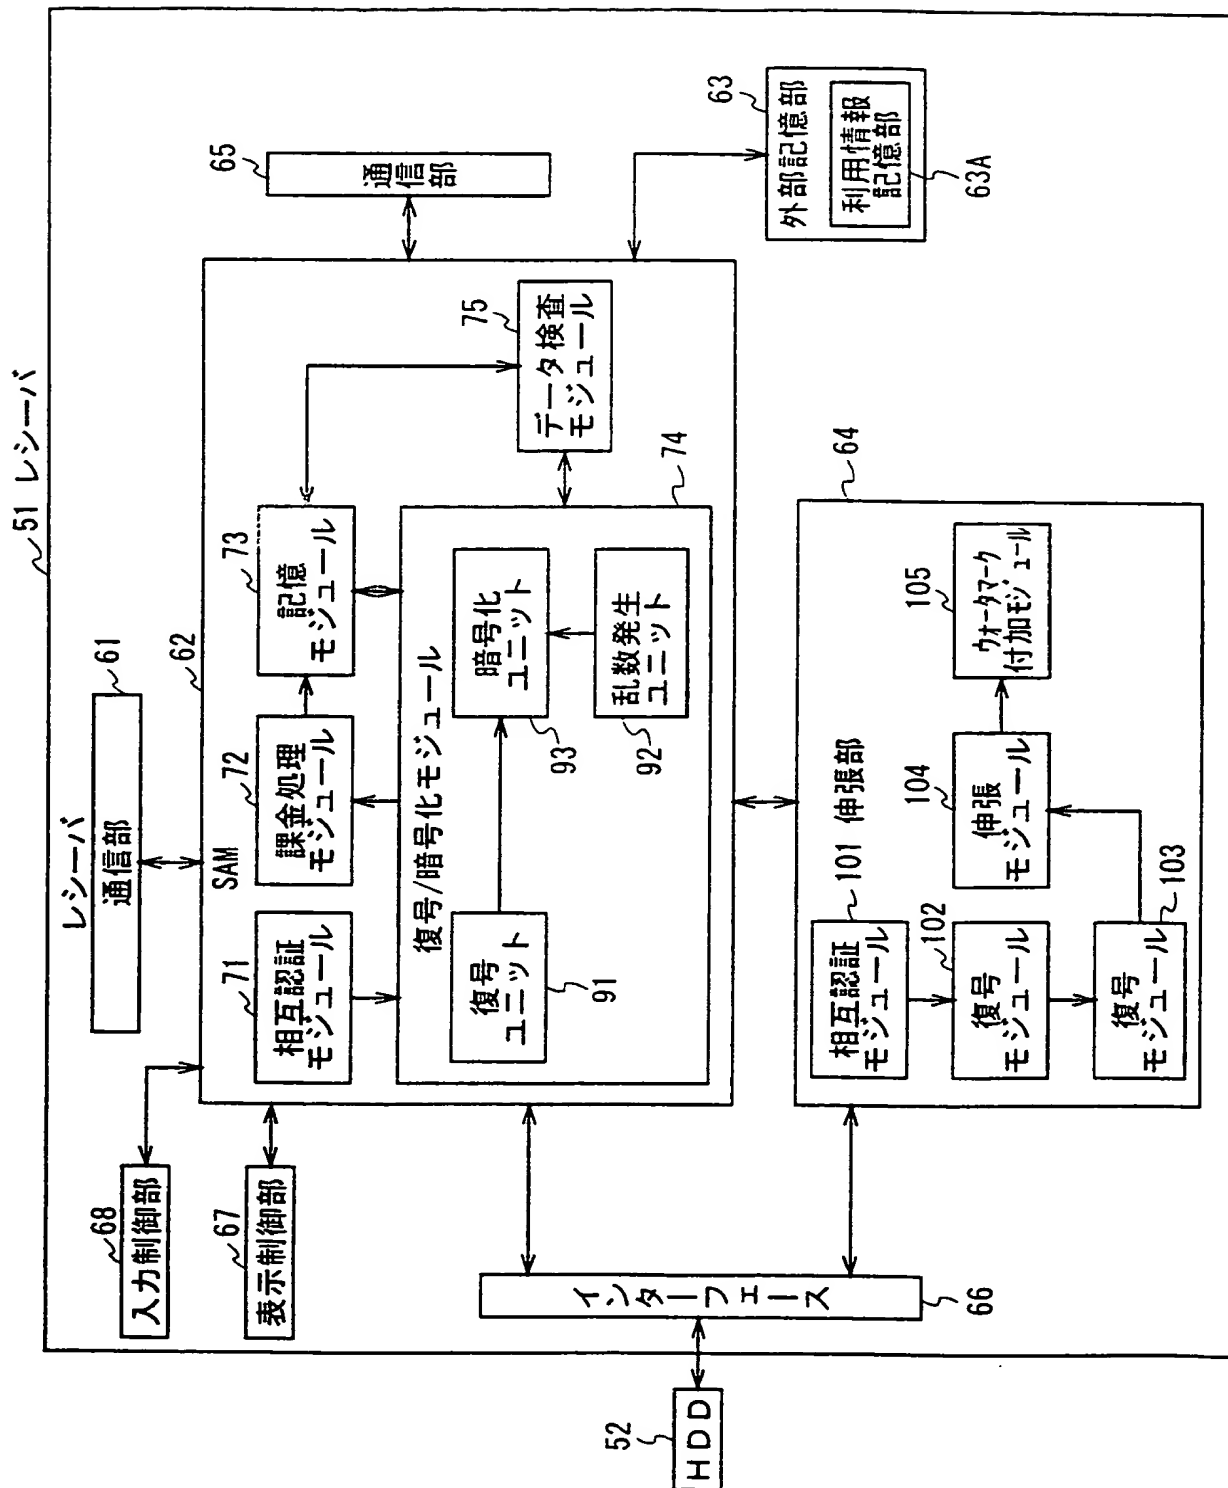 51 レシーバ
レシーバ
61
通信部
68
入力制御部
67
表示制御部
62
SAM
71
相互認証
モジュール
72
課金処理
モジュール
73
記憶
モジュール
75
データ検査
モジュール
74
復号/暗号化モジュール
復号
ユニット
91
暗号化
ユニット
93
乱数発生
ユニット
92
65
通信部
63
外部記憶部
利用情報
記憶部
63A
64
101 伸張部
相互認証
モジュール
102
復号
モジュール
復号
モジュール
103
104
伸張
モジュール
105
ウォータマーク
付加モジュール
インターフェース
66
52
HDD